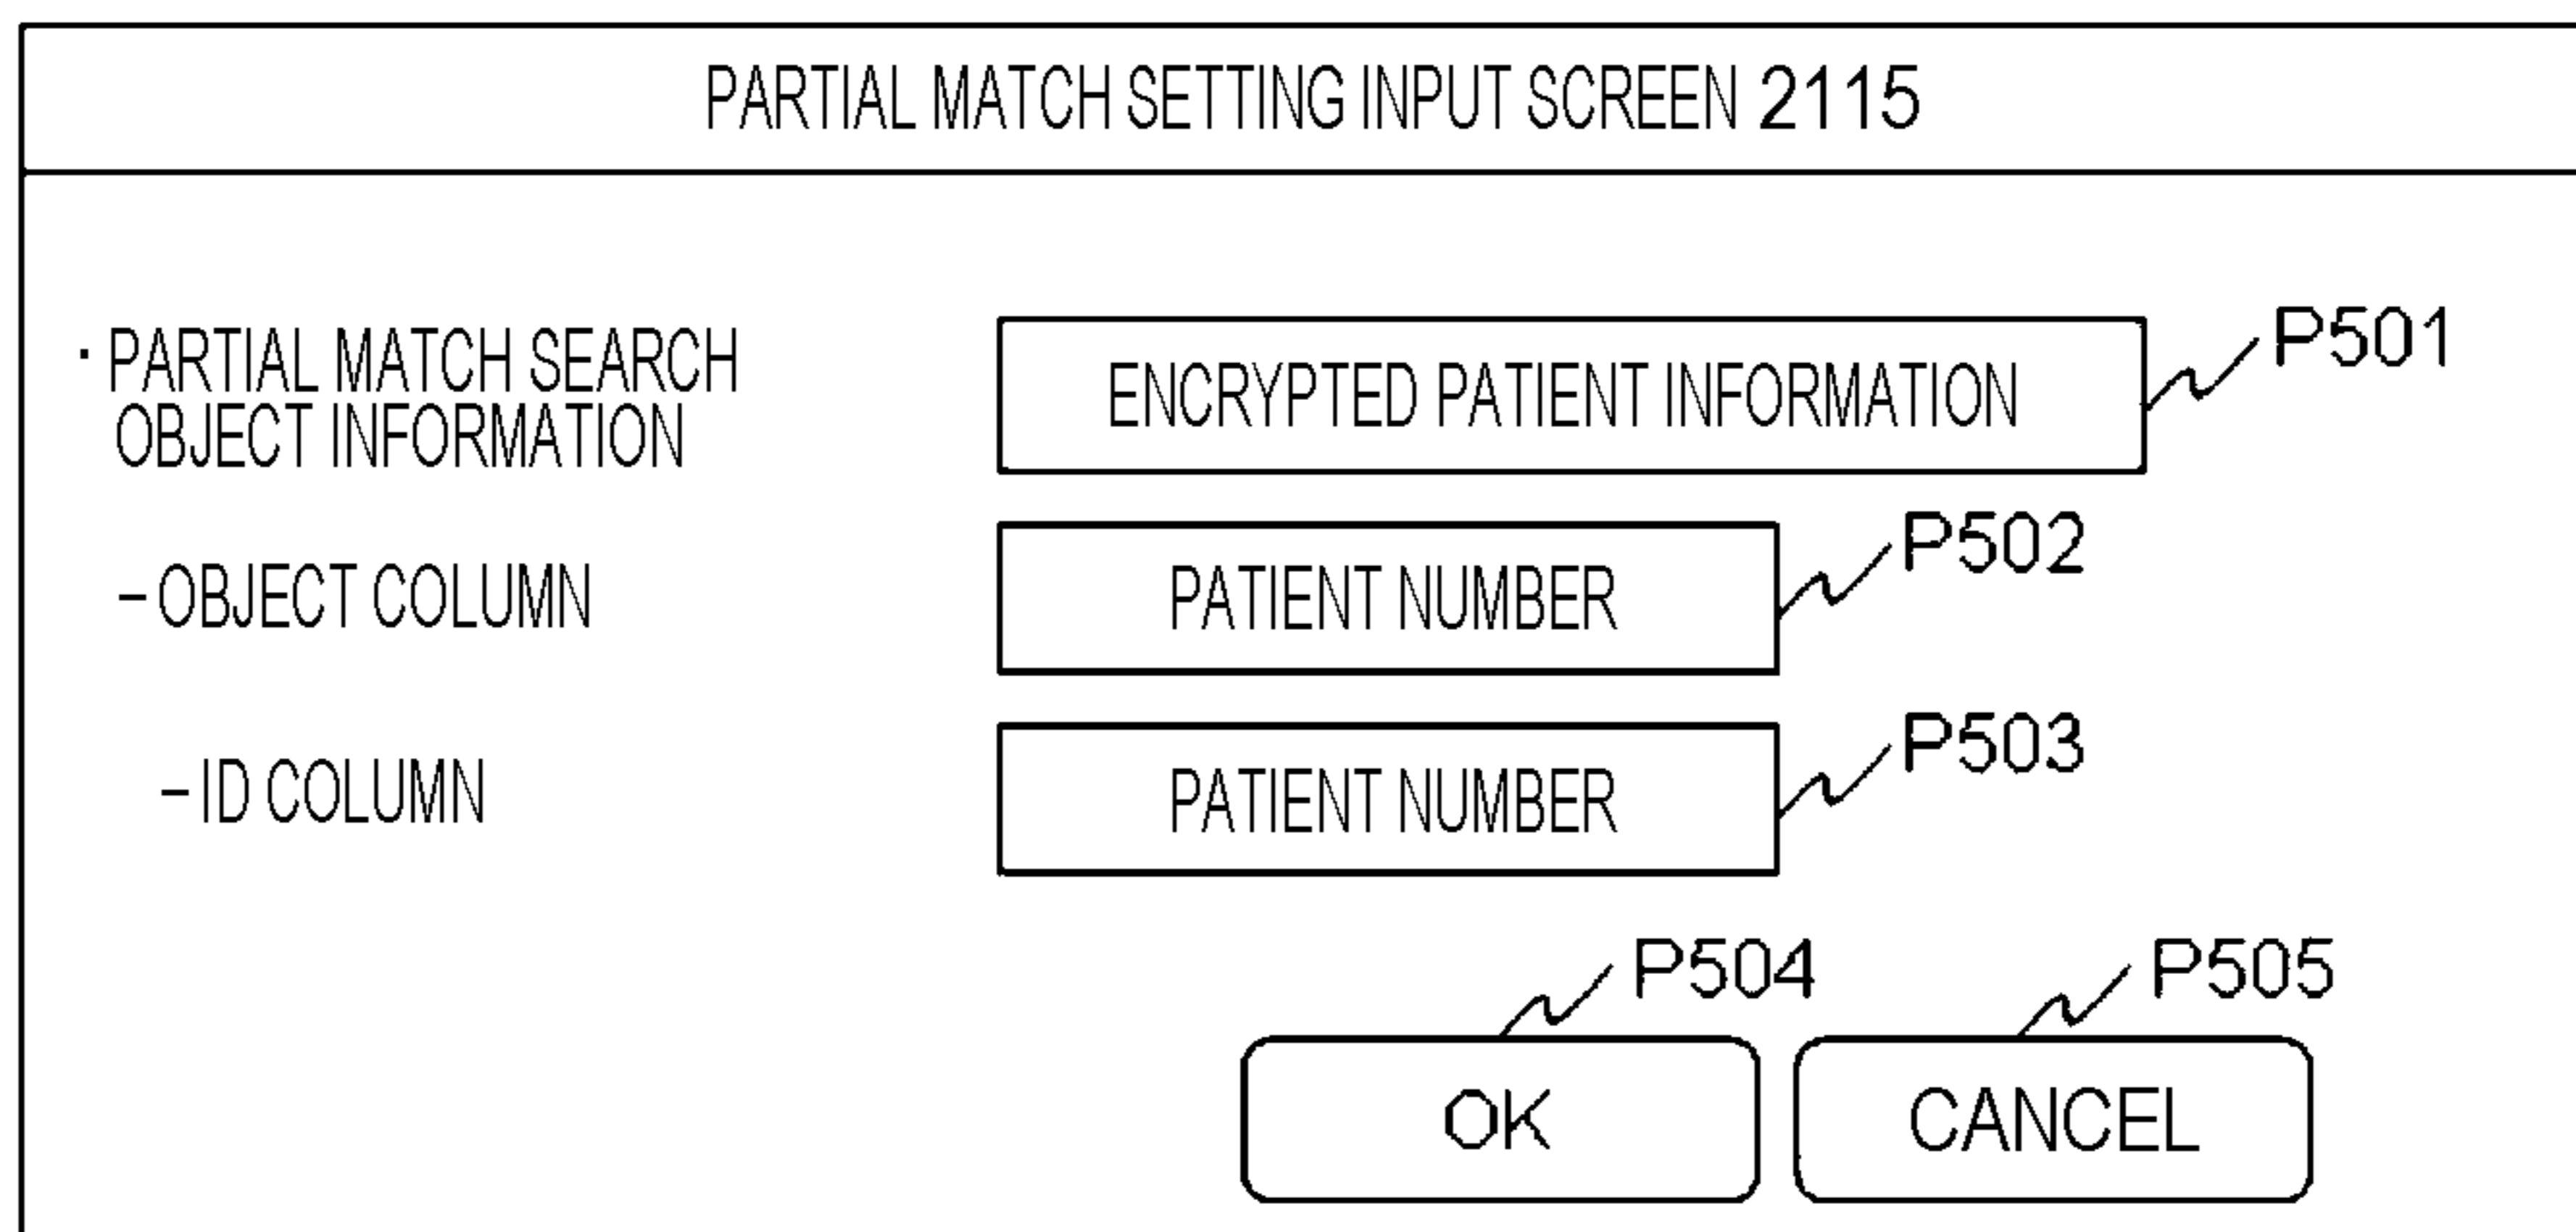 PARTIAL MATCH SETTING INPUT SCREEN 2115
· PARTIAL MATCH SEARCH
OBJECT INFORMATION
ENCRYPTED PATIENT INFORMATION
P501
– OBJECT COLUMN
PATIENT NUMBER
P502
– ID COLUMN
PATIENT NUMBER
P503
P504
P505
OK
CANCEL